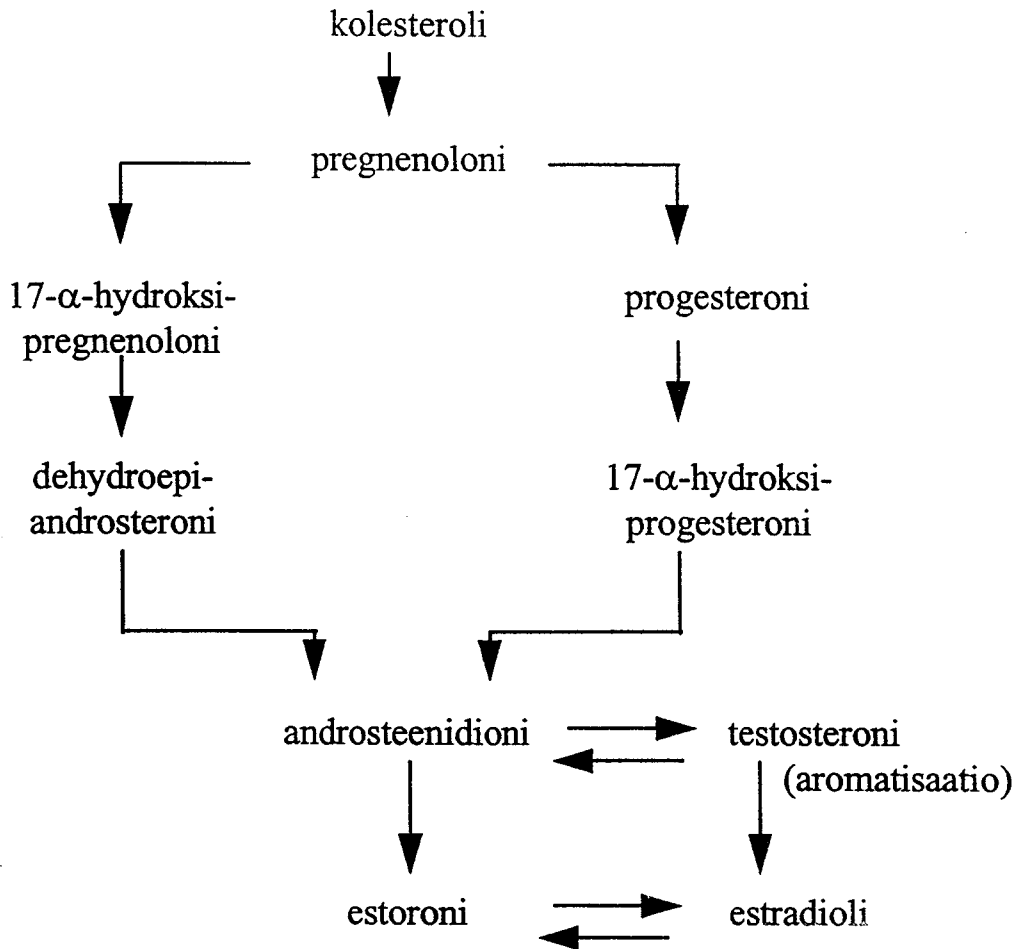 kolesteroli
pregnenoloni
17-α-hydroksi-
pregnenoloni
progesteroni
dehydroepi-
androsteroni
17-α-hydroksi-
progesteroni
androsteenidioni
testosteroni
(aromatisaatio)
estoroni
estradioli